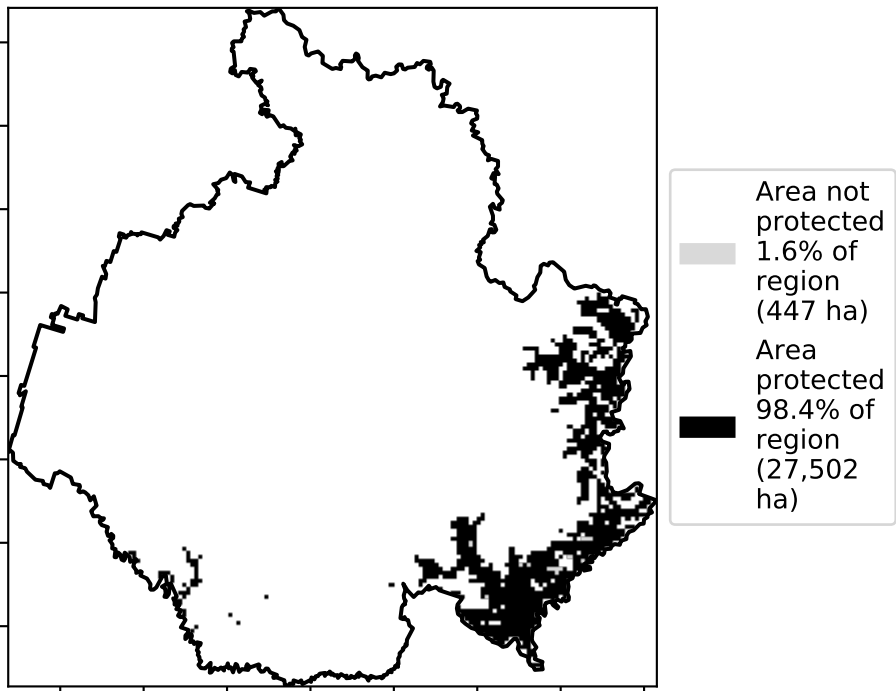 Area not
protected
1.6% of
region
(447 ha)
Area
protected
98.4% of
region
(27,502
ha)